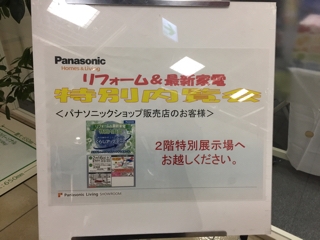 Panasonic
Homes & Living
リフォーム＆最新家電
特別内覧会
＜パナソニックショップ販売店のお客様＞
2階特別展示場へ
お越しください。
Panasonic Living